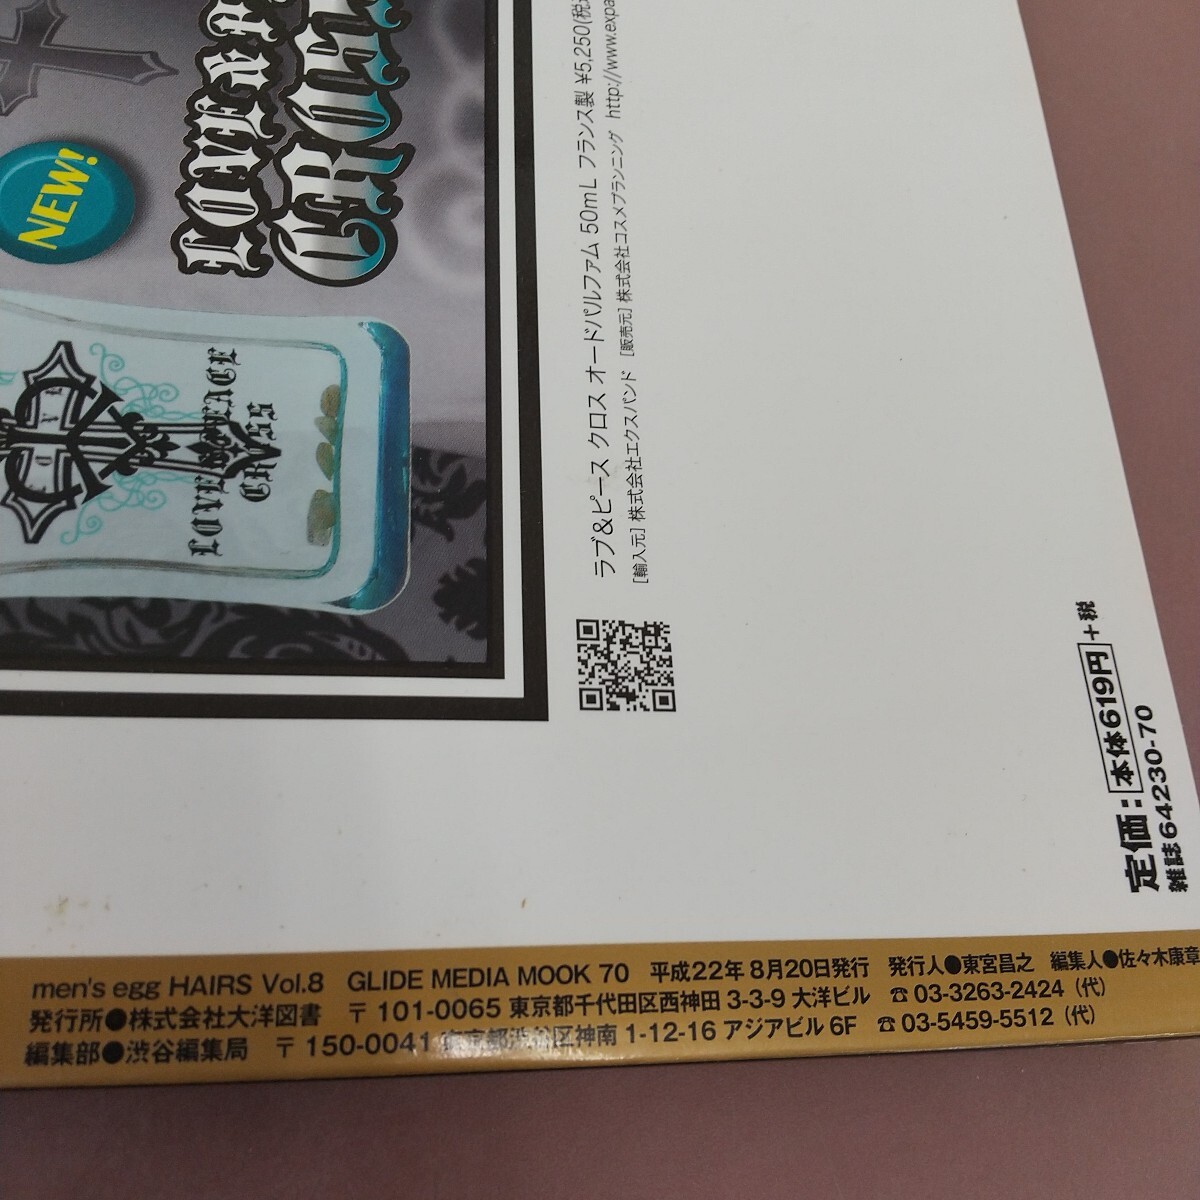 NEW!
CROSS
LOVE & PEACE
CROSS
ラブ&ピース クロス オードパルファム 50mL フランス製 ¥5,250(税込
[輸入元] 株式会社エクスパンド [販売元] 株式会社コスメプランニング http://www.expa
定価:本体619円+税
雑誌64230-70
men's egg HAIRS Vol.8 GLIDE MEDIA MOOK 70 平成22年8月20日発行 発行人●東宮昌之 編集人●佐々木康章
発行所●株式会社大洋図書 〒101-0065 東京都千代田区西神田3-3-9 大洋ビル ☎03-3263-2424(代)
編集部●渋谷編集局 〒150-0041 東京都渋谷区神南1-12-16 アジアビル6F ☎03-5459-5512(代)